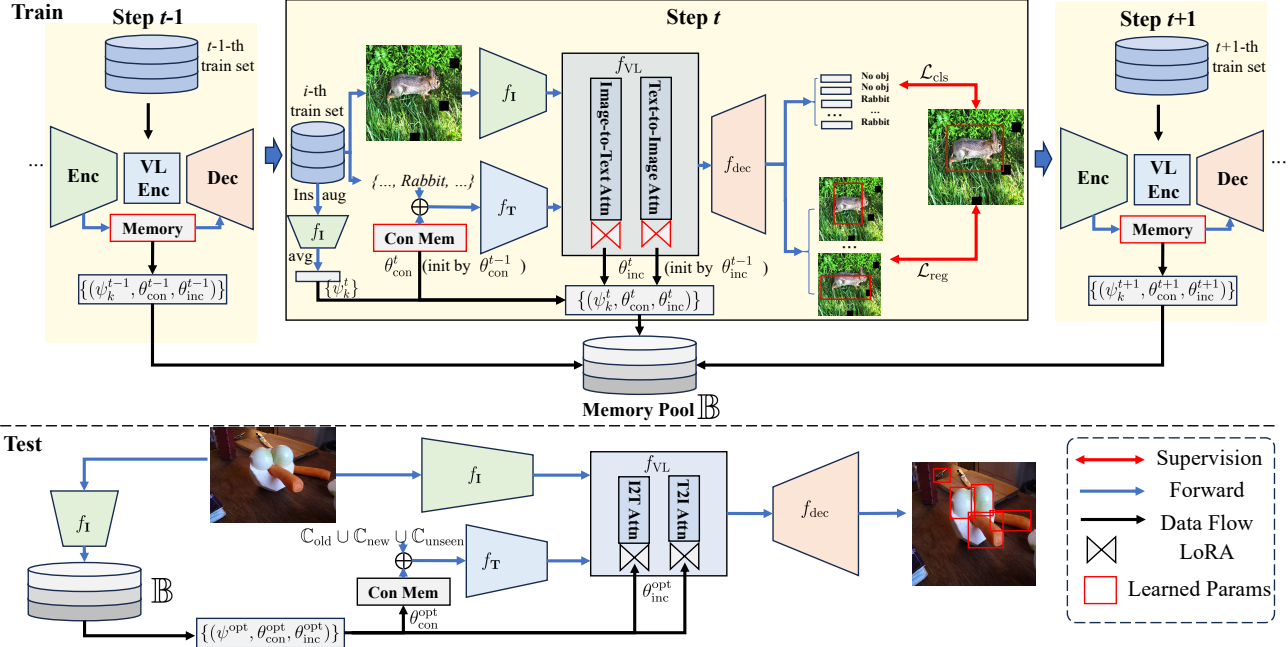 Train
Step t-1
t-1-th
train set
...
Enc
VL
Enc
Dec
Memory
{(ψ_k^{t-1}, θ_con^{t-1}, θ_inc^{t-1})}
Step t
i-th
train set
Ins aug
f_I
avg
{ψ_k^t}
f_I
{..., Rabbit, ...}
⊕
f_T
Con Mem
θ_con^t (init by θ_con^{t-1})
f_VL
Image-to-Text Attn
Text-to-Image Attn
θ_inc^t (init by θ_inc^{t-1})
{(ψ_k^t, θ_con^t, θ_inc^t)}
f_dec
No obj
No obj
Rabbit
... ...
Rabbit
...
L_cls
L_reg
Step t+1
t+1-th
train set
Enc
VL
Enc
Dec
...
Memory
{(ψ_k^{t+1}, θ_con^{t+1}, θ_inc^{t+1})}
Memory Pool 𝔹
Test
f_I
𝔹
{(ψ^opt, θ_con^opt, θ_inc^opt)}
f_I
ℂ_old ∪ ℂ_new ∪ ℂ_unseen
⊕
f_T
Con Mem
θ_con^opt
f_VL
I2T Attn
T2I Attn
θ_inc^opt
f_dec
Supervision
Forward
Data Flow
LoRA
Learned Params